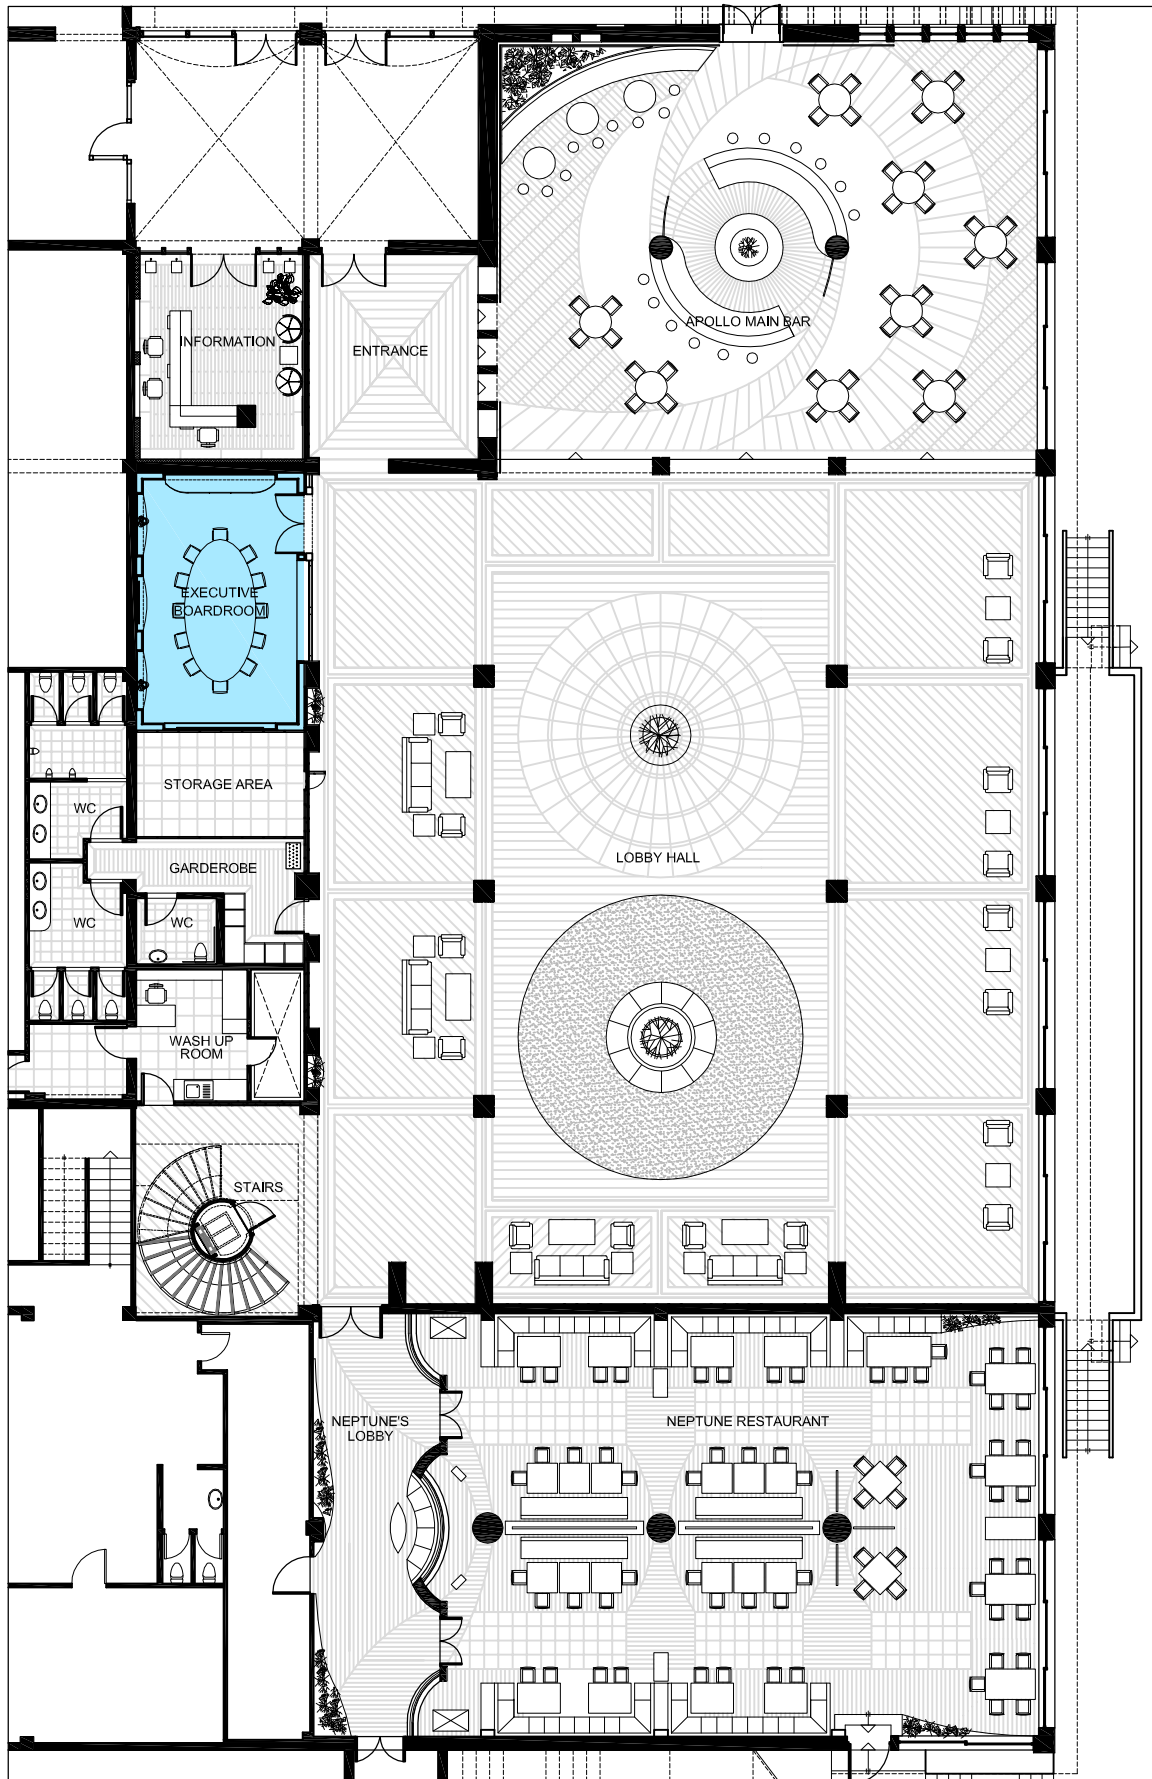 INFORMATION
ENTRANCE
APOLLO MAIN BAR
EXECUTIVE
BOARDROOM
STORAGE AREA
WC
LOBBY HALL
GARDEROBE
WC
WC
WASH UP
ROOM
STAIRS
NEPTUNE'S
LOBBY
NEPTUNE RESTAURANT